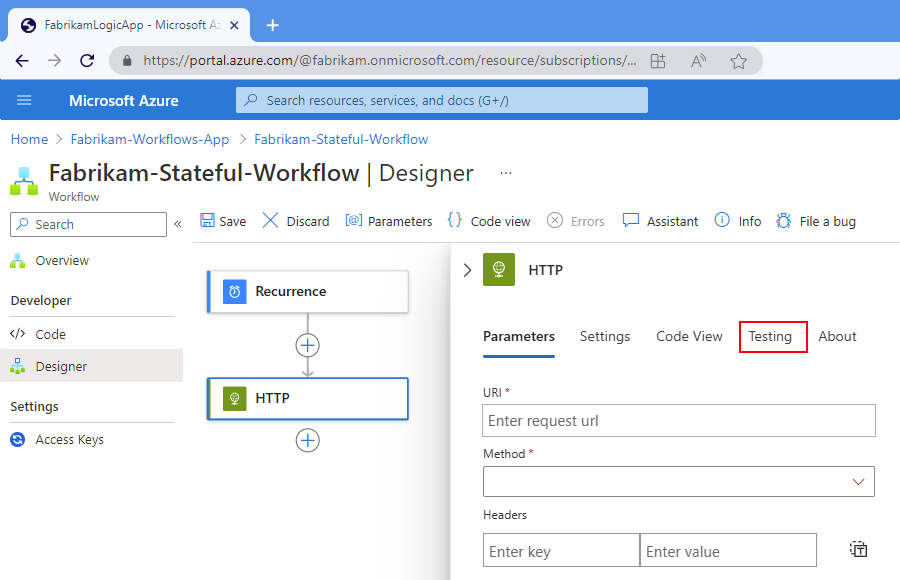 FabrikamLogicApp - Microsoft Az
https://portal.azure.com/@fabrikam.onmicrosoft.com/resource/subscriptions/...
Microsoft Azure
Search resources, services, and docs (G+/)
Home > Fabrikam-Workflows-App > Fabrikam-Stateful-Workflow
Fabrikam-Stateful-Workflow | Designer ...
Workflow
Search «
Save Discard Parameters Code view Errors Assistant Info File a bug
Overview
Developer
Code
Designer
Settings
Access Keys
Recurrence
HTTP
HTTP
Parameters Settings Code View Testing About
URI *
Enter request url
Method *
Headers
Enter key Enter value